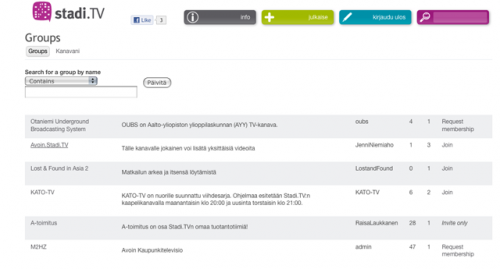 stadi.TV
Like 3
info
julkaise
kirjaudu ulos
Groups
Groups Kanavani
Search for a group by name
Contains
Päivitä
Otaniemi Underground Broadcasting System OUBS on Aalto-yliopiston ylioppilaskunnan (AYY) TV-kanava. oubs 4 1 Request membership
Avoin.Stadi.TV Tälle kanavalle jokainen voi lisätä yksittäisiä videoita JenniNiemiaho 1 3 Join
Lost & Found in Asia 2 Matkailun arkea ja itsensä löytämistä LostandFound 0 1 Join
KATO-TV KATO-TV on nuorille suunnattu viihdesarja. Ohjelmaa esitetään Stadi.TV:n kaapelikanavalla maanantaisin klo 20:00 ja uusinta torstaisin klo 21:00. KATO-TV 6 2 Join
A-toimitus A-toimitus on osa Stadi.TV:n omaa tuotantotiimiä! RaisaLaukkanen 28 1 Invite only
M2HZ Avoin Kaupunkitelevisio admin 47 1 Request membership